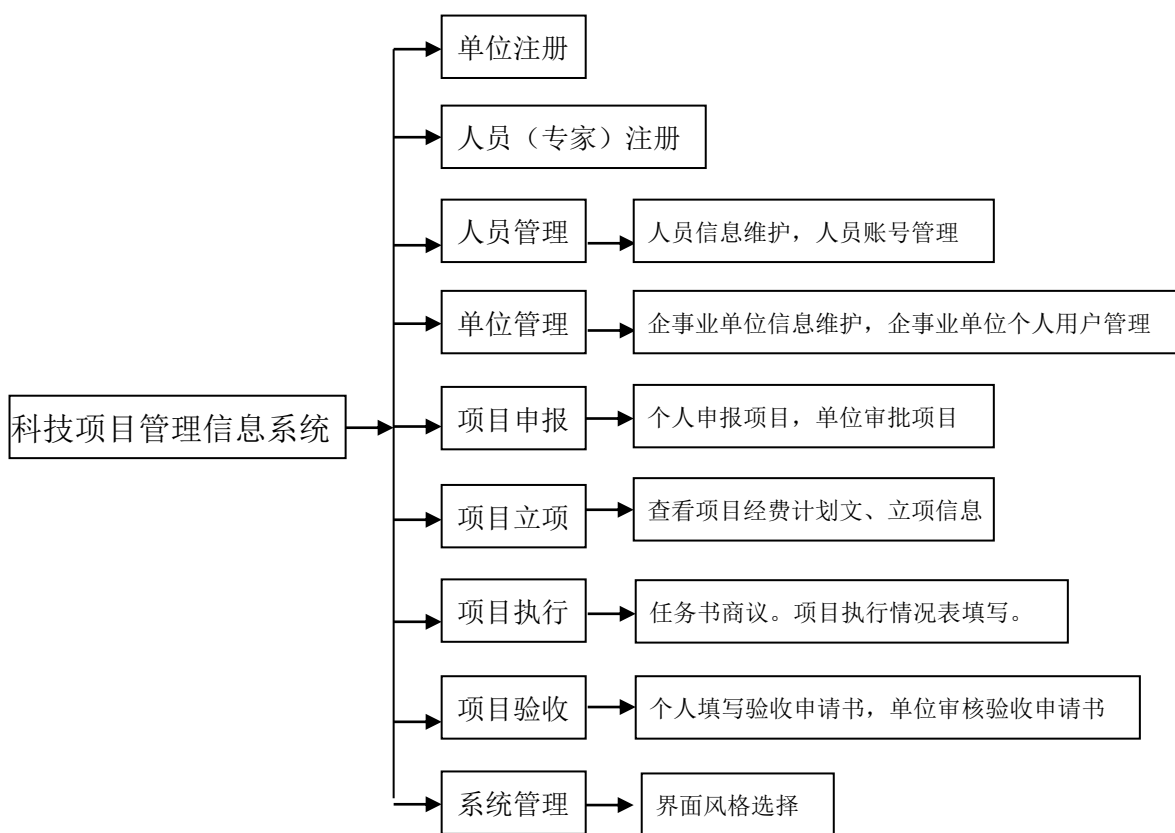 单位注册
人员（专家）注册
人员管理
人员信息维护，人员账号管理
单位管理
企事业单位信息维护，企事业单位个人用户管理
科技项目管理信息系统
项目申报
个人申报项目，单位审批项目
项目立项
查看项目经费计划文、立项信息
项目执行
任务书商议。项目执行情况表填写。
项目验收
个人填写验收申请书，单位审核验收申请书
系统管理
界面风格选择